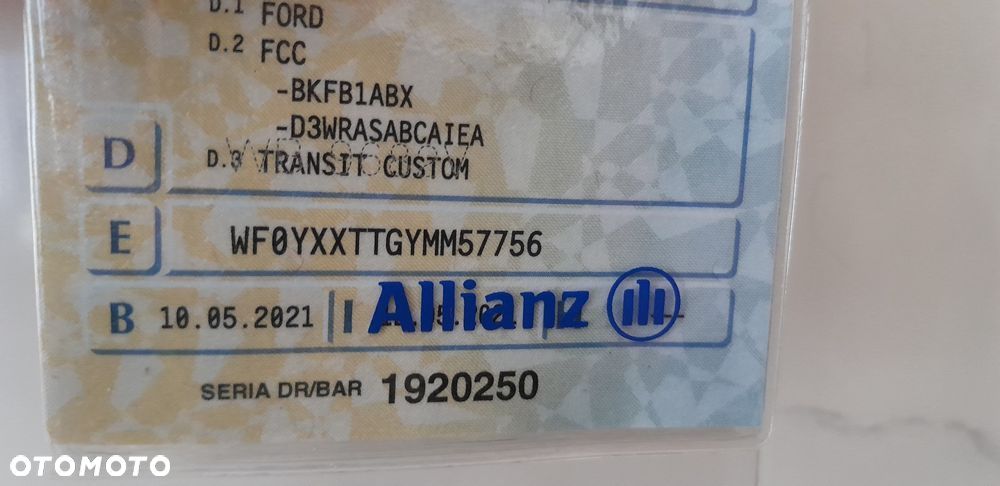 D.1 FORD
D.2 FCC
-BKFB1ABX
-D3WRASABCAIEA
D D.3 TRANSIT CUSTOM
E WF0YXXTTGYMM57756
B 10.05.2021 I Allianz
SERIA DR/BAR 1920250
OTOMOTO